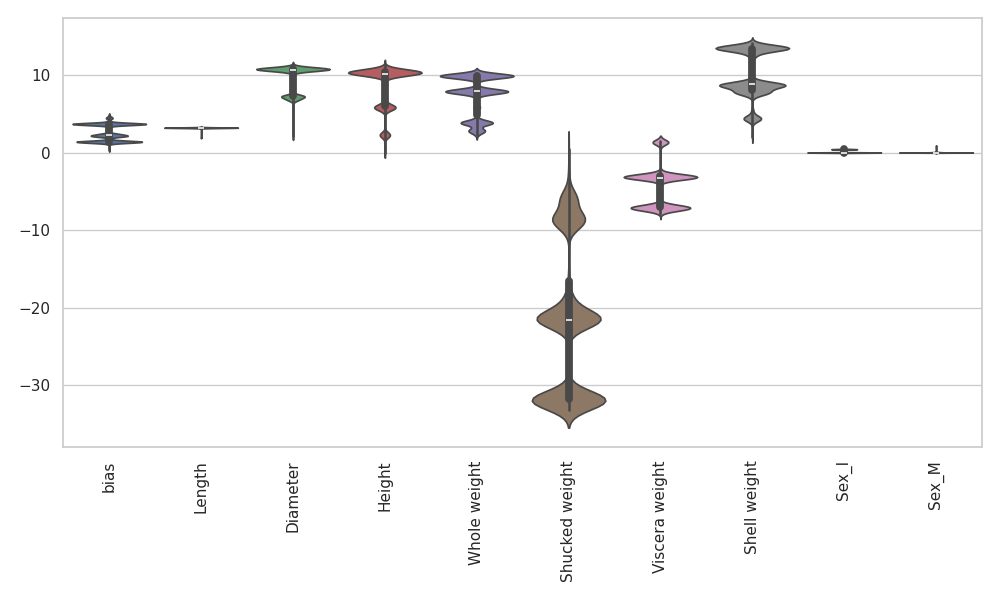 10
0
−10
−20
−30
bias
Length
Diameter
Height
Whole weight
Shucked weight
Viscera weight
Shell weight
Sex_I
Sex_M